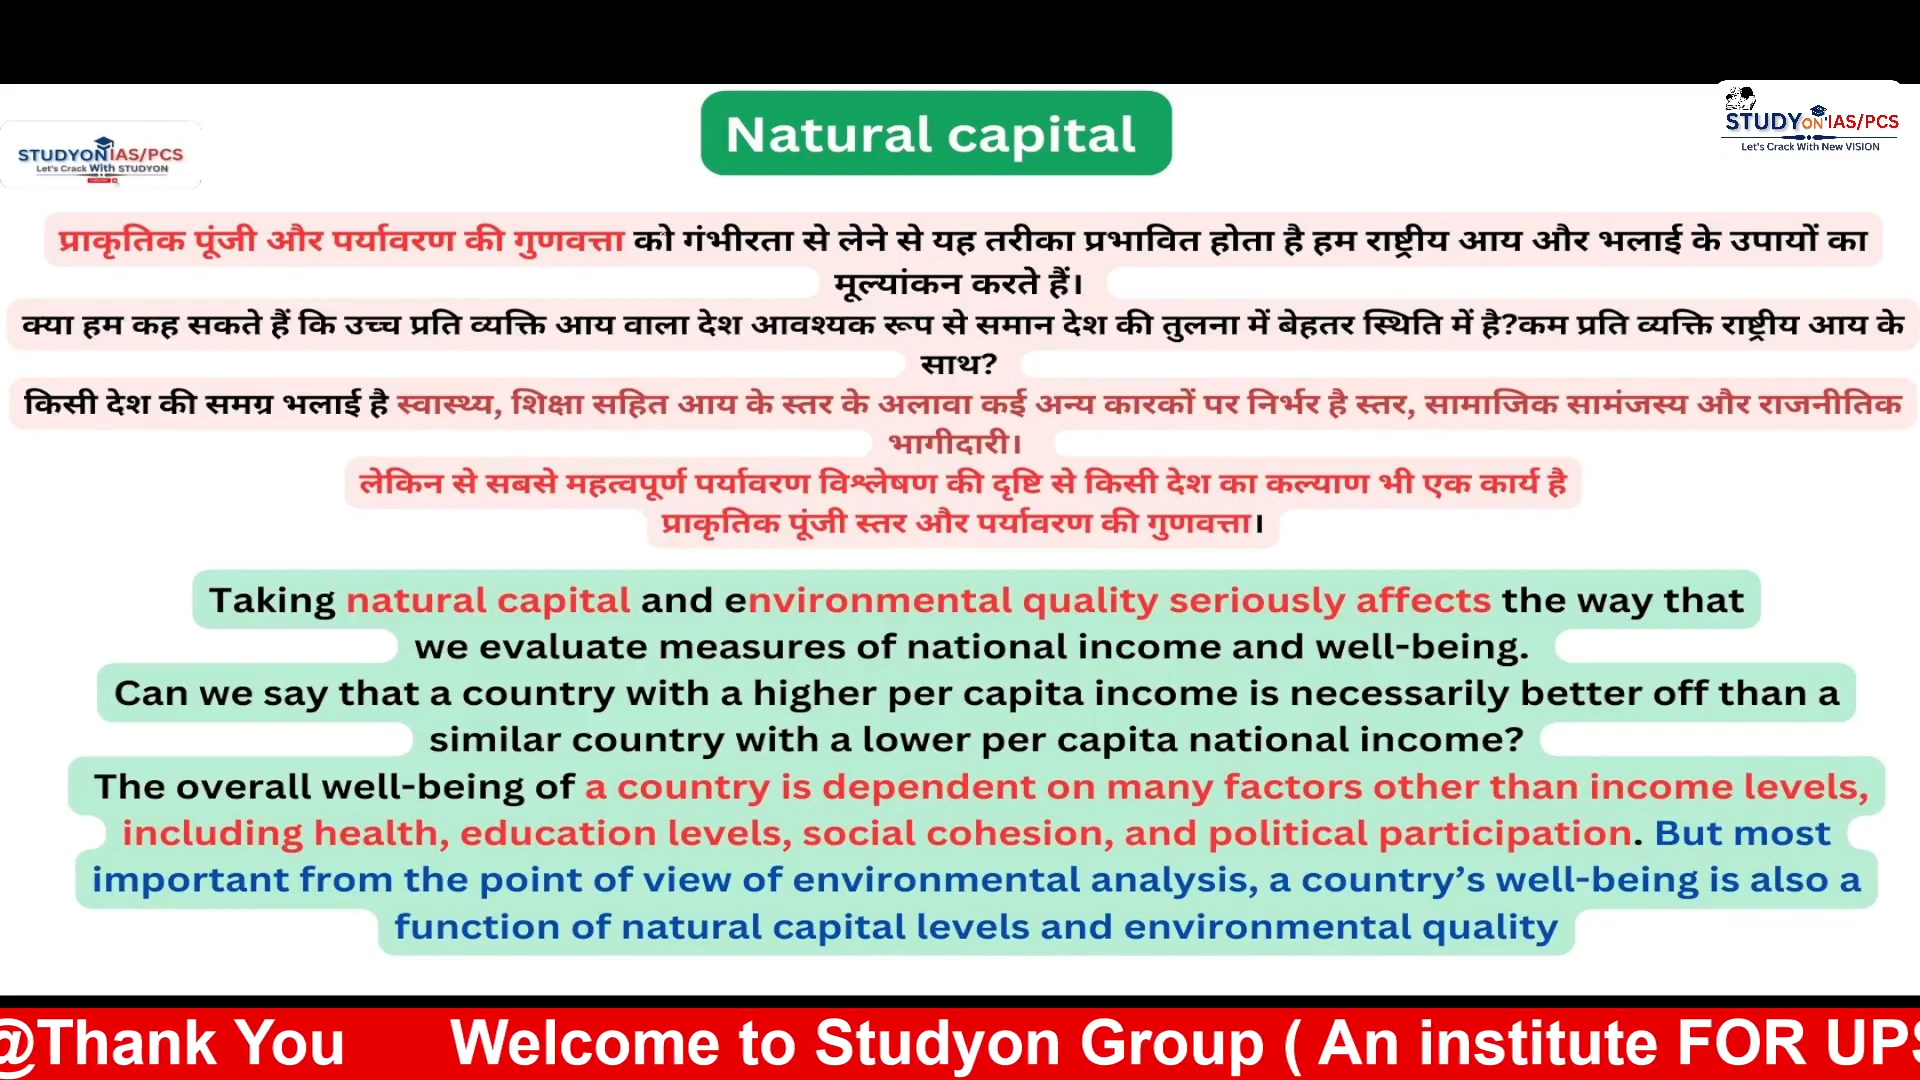 Natural capital
STUDYON IAS/PCS
Let's Crack With STUDYON
STUDYON IAS/PCS
Let's Crack With New VISION
प्राकृतिक पूंजी और पर्यावरण की गुणवत्ता को गंभीरता से लेने से यह तरीका प्रभावित होता है हम राष्ट्रीय आय और भलाई के उपायों का
मूल्यांकन करते हैं।
क्या हम कह सकते हैं कि उच्च प्रति व्यक्ति आय वाला देश आवश्यक रूप से समान देश की तुलना में बेहतर स्थिति में है?कम प्रति व्यक्ति राष्ट्रीय आय के
साथ?
किसी देश की समग्र भलाई है स्वास्थ्य, शिक्षा सहित आय के स्तर के अलावा कई अन्य कारकों पर निर्भर है स्तर, सामाजिक सामंजस्य और राजनीतिक
भागीदारी।
लेकिन से सबसे महत्वपूर्ण पर्यावरण विश्लेषण की दृष्टि से किसी देश का कल्याण भी एक कार्य है
प्राकृतिक पूंजी स्तर और पर्यावरण की गुणवत्ता।
Taking natural capital and environmental quality seriously affects the way that
we evaluate measures of national income and well-being.
Can we say that a country with a higher per capita income is necessarily better off than a
similar country with a lower per capita national income?
The overall well-being of a country is dependent on many factors other than income levels,
including health, education levels, social cohesion, and political participation. But most
important from the point of view of environmental analysis, a country's well-being is also a
function of natural capital levels and environmental quality
@Thank You Welcome to Studyon Group ( An institute FOR UPS